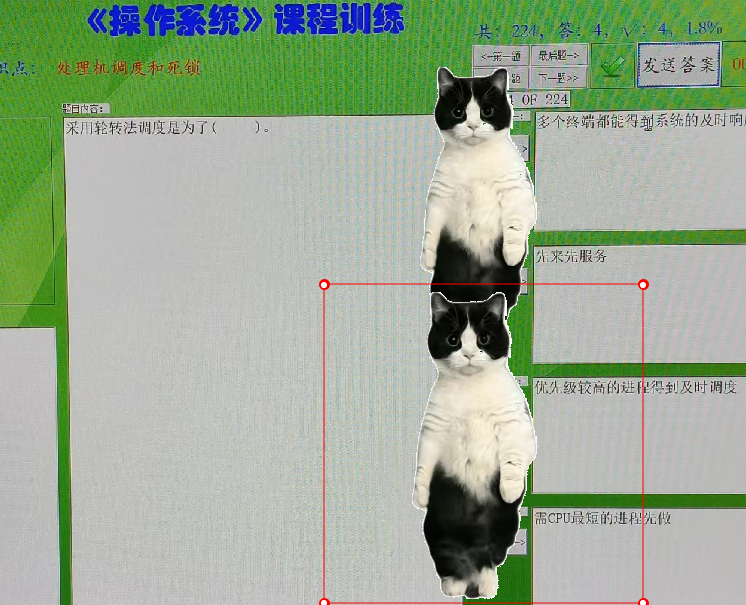 《操作系统》课程训练
共: 224, 答: 4, √: 4, 1.8%
识点: 处理机调度和死锁
<-第一题
最后题->
题
下一题>>
发送答案
OF 224
题目内容:
采用轮转法调度是为了(    )。
多个终端都能得到系统的及时响
先来先服务
优先级较高的进程得到及时调度
需CPU最短的进程先做